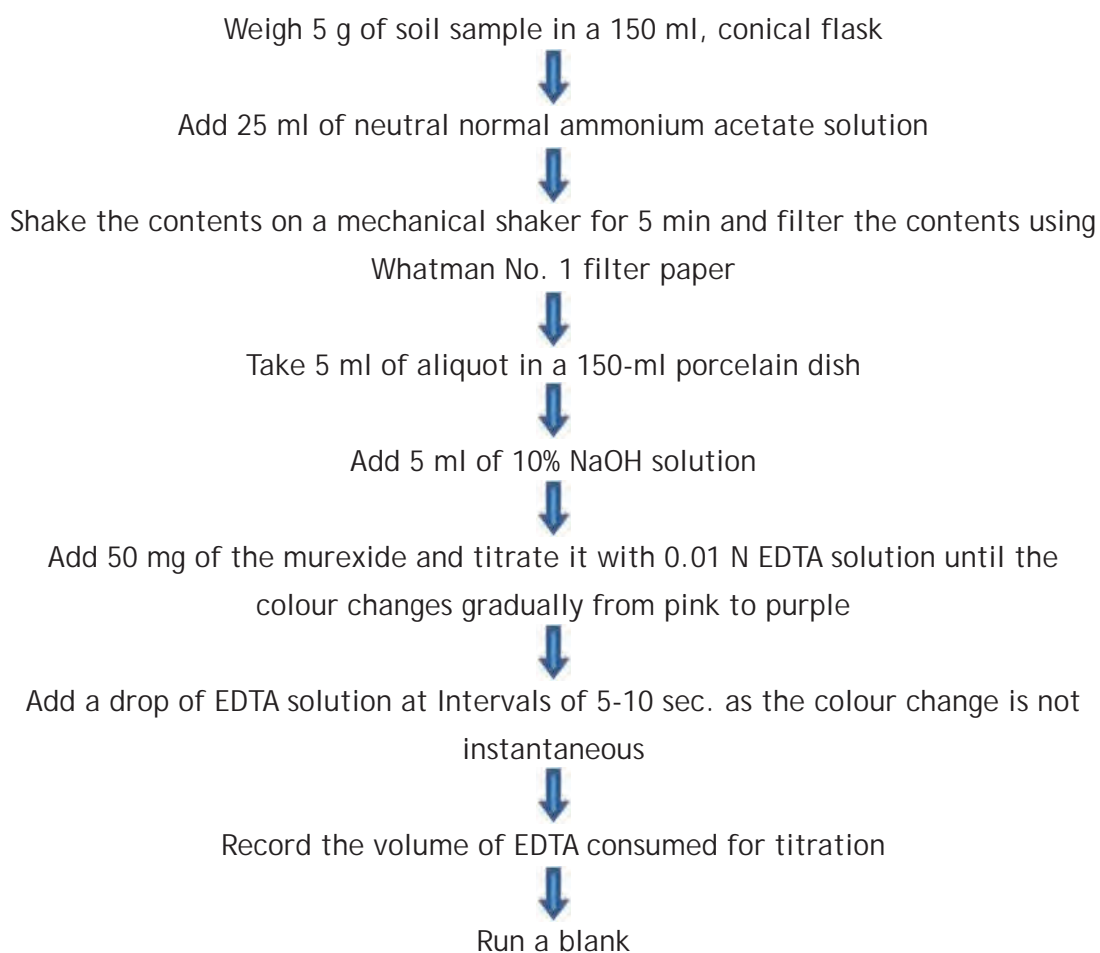 Weigh 5 g of soil sample in a 150 ml, conical flask
Add 25 ml of neutral normal ammonium acetate solution
Shake the contents on a mechanical shaker for 5 min and filter the contents using
Whatman No. 1 filter paper
Take 5 ml of aliquot in a 150-ml porcelain dish
Add 5 ml of 10% NaOH solution
Add 50 mg of the murexide and titrate it with 0.01 N EDTA solution until the
colour changes gradually from pink to purple
Add a drop of EDTA solution at Intervals of 5-10 sec. as the colour change is not
instantaneous
Record the volume of EDTA consumed for titration
Run a blank